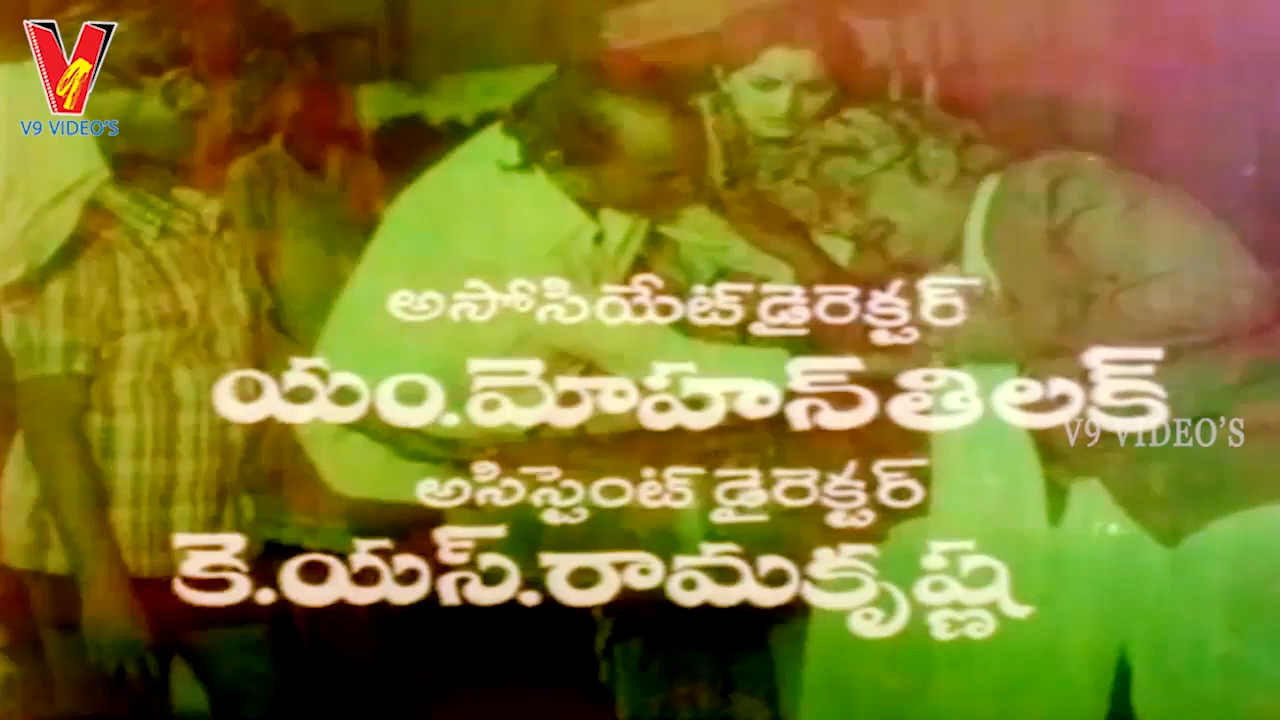 V9 VIDEO'S
అసోసియేట్ డైరెక్టర్
యం.మోహన్ తిలక్
V9 VIDEO'S
అసిస్టెంట్ డైరెక్టర్
కె.యస్.రామకృష్ణ